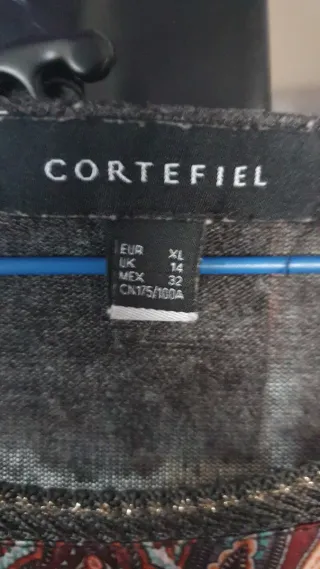 CORTEFIEL
EUR XL
UK 14
MEX 32
CN175/100A